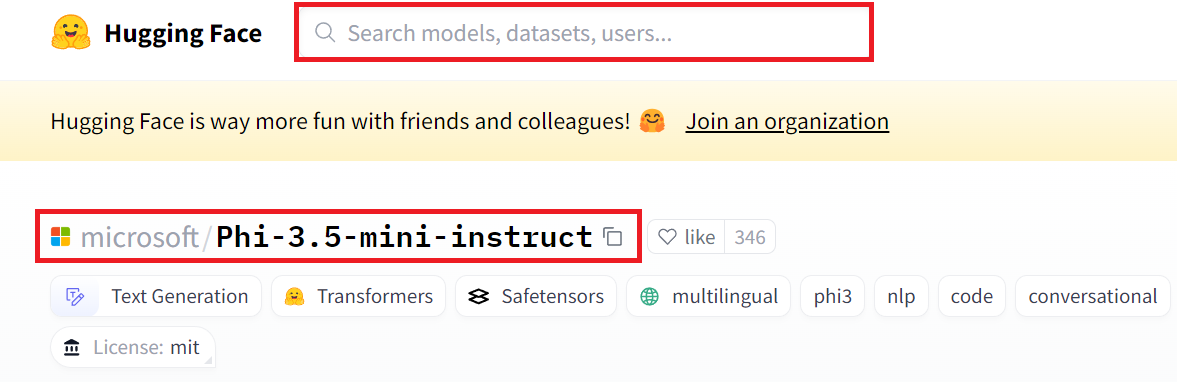 Hugging Face Search models, datasets, users...
Hugging Face is way more fun with friends and colleagues! 🤗 Join an organization
microsoft/Phi-3.5-mini-instruct like 346
Text Generation Transformers Safetensors multilingual phi3 nlp code conversational
License: mit